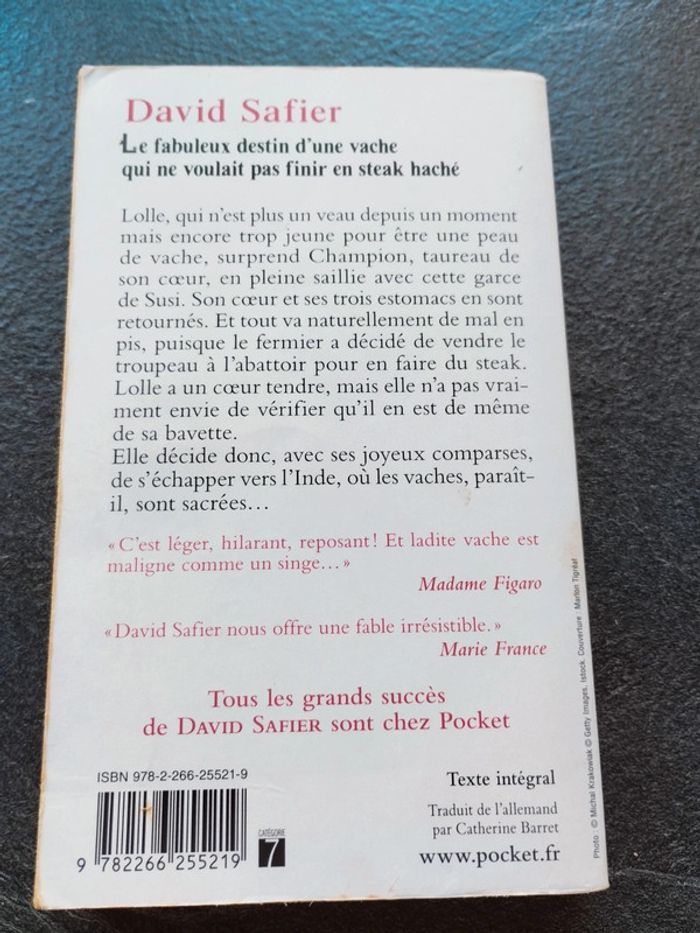 David Safier
Le fabuleux destin d'une vache
qui ne voulait pas finir en steak haché
Lolle, qui n'est plus un veau depuis un moment
mais encore trop jeune pour être une peau
de vache, surprend Champion, taureau de
son cœur, en pleine saillie avec cette garce
de Susi. Son cœur et ses trois estomacs en sont
retournés. Et tout va naturellement de mal en
pis, puisque le fermier a décidé de vendre le
troupeau à l'abattoir pour en faire du steak.
Lolle a un cœur tendre, mais elle n'a pas vrai-
ment envie de vérifier qu'il en est de même
de sa bavette.
Elle décide donc, avec ses joyeux comparses,
de s'échapper vers l'Inde, où les vaches, paraît-
il, sont sacrées…
« C'est léger, hilarant, reposant ! Et ladite vache est
maligne comme un singe… »
Madame Figaro
« David Safier nous offre une fable irrésistible. »
Marie France
Tous les grands succès
de DAVID SAFIER sont chez Pocket
ISBN 978-2-266-25521-9
9 782266 255219
CATÉGORIE
7
Texte intégral
Traduit de l'allemand
par Catherine Barret
www.pocket.fr
Photo : © Michal Krakowiak © Getty Images, Istock. Couverture : Marion Tigréat